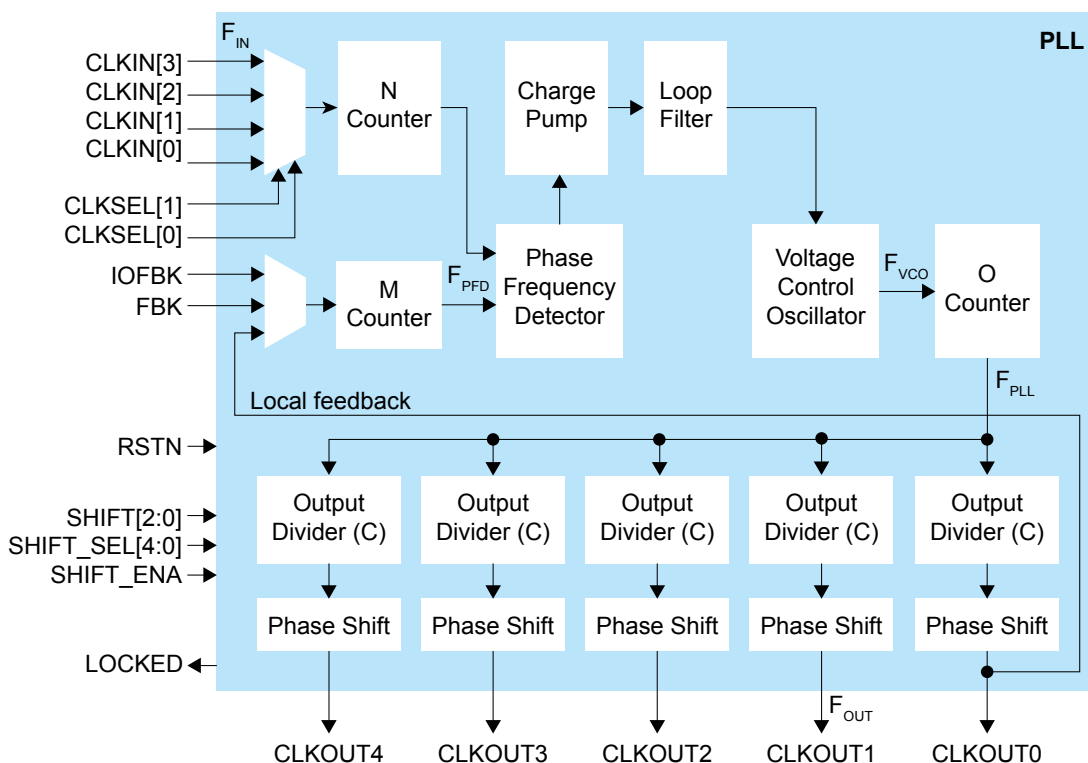 PLL
F_IN
CLKIN[3]
CLKIN[2]
CLKIN[1]
CLKIN[0]
CLKSEL[1]
CLKSEL[0]
N
Counter
Charge
Pump
Loop
Filter
IOFBK
FBK
M
Counter
F_PFD
Phase
Frequency
Detector
Voltage
Control
Oscillator
F_VCO
O
Counter
F_PLL
Local feedback
RSTN
SHIFT[2:0]
SHIFT_SEL[4:0]
SHIFT_ENA
LOCKED
Output
Divider (C)
Output
Divider (C)
Output
Divider (C)
Output
Divider (C)
Output
Divider (C)
Phase Shift
Phase Shift
Phase Shift
Phase Shift
Phase Shift
F_OUT
CLKOUT4
CLKOUT3
CLKOUT2
CLKOUT1
CLKOUT0